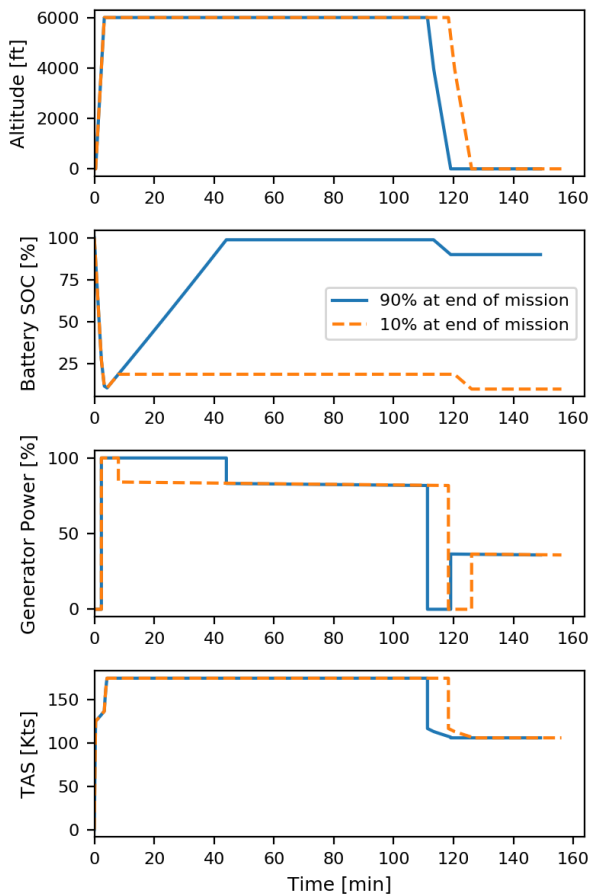 Altitude [ft]
6000
4000
2000
0
0 20 40 60 80 100 120 140 160
Battery SOC [%]
100
75
50
25
90% at end of mission
10% at end of mission
0 20 40 60 80 100 120 140 160
Generator Power [%]
100
50
0
0 20 40 60 80 100 120 140 160
TAS [Kts]
150
100
50
0
0 20 40 60 80 100 120 140 160
Time [min]